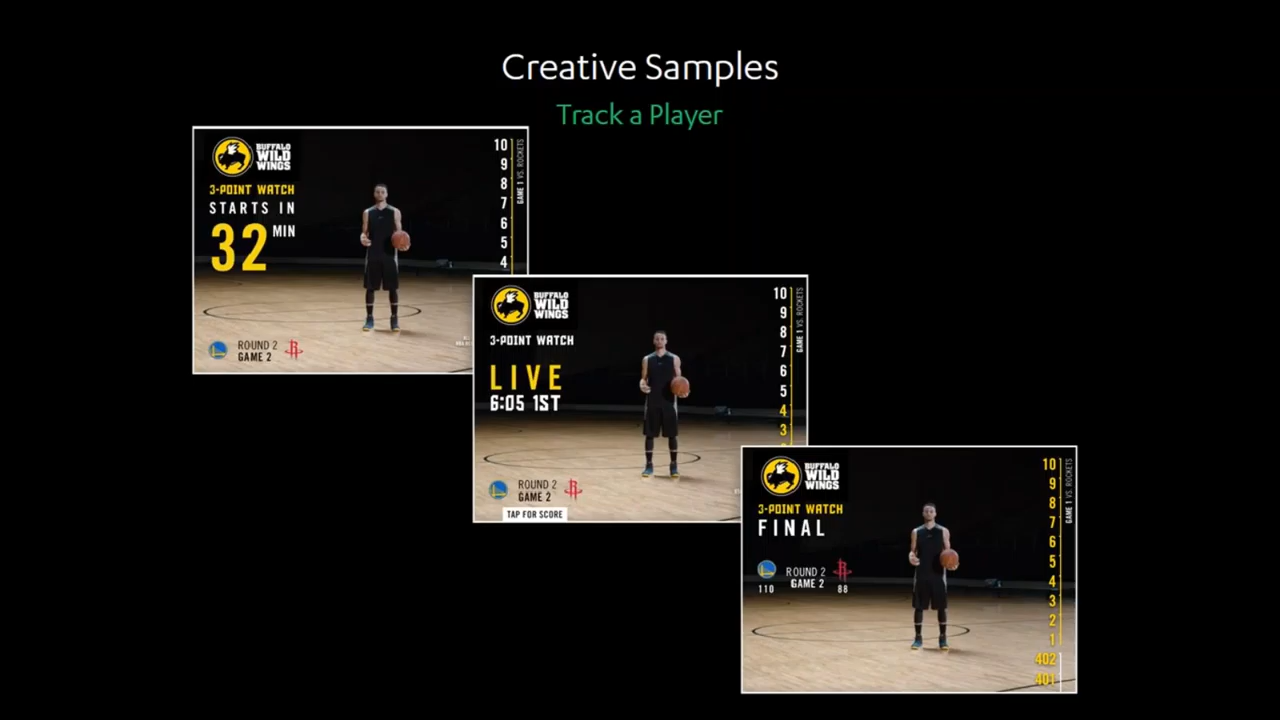 Creative Samples
Track a Player
BUFFALO
WILD
WINGS
3-POINT WATCH
STARTS IN
32 MIN
ROUND 2
GAME 2
10
9
8
7
6
5
4
GAME 1 VS. ROCKETS
BUFFALO
WILD
WINGS
3-POINT WATCH
LIVE
6:05 1ST
ROUND 2
GAME 2
TAP FOR SCORE
10
9
8
7
6
5
4
3
GAME 1 VS. ROCKETS
BUFFALO
WILD
WINGS
3-POINT WATCH
FINAL
ROUND 2
GAME 2
110 88
10
9
8
7
6
5
4
3
2
1
402
401
GAME 1 VS. ROCKETS